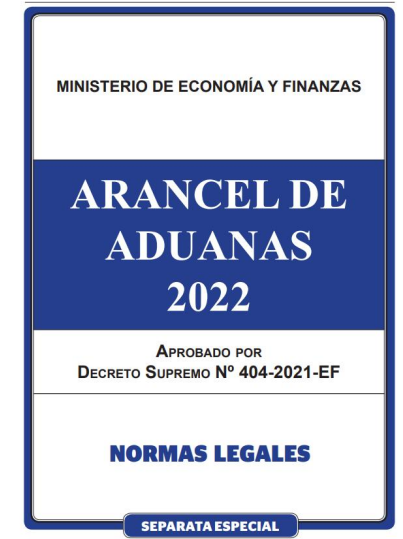 MINISTERIO DE ECONOMÍA Y FINANZAS
ARANCEL DE
ADUANAS
2022
APROBADO POR
DECRETO SUPREMO Nº 404-2021-EF
NORMAS LEGALES
SEPARATA ESPECIAL